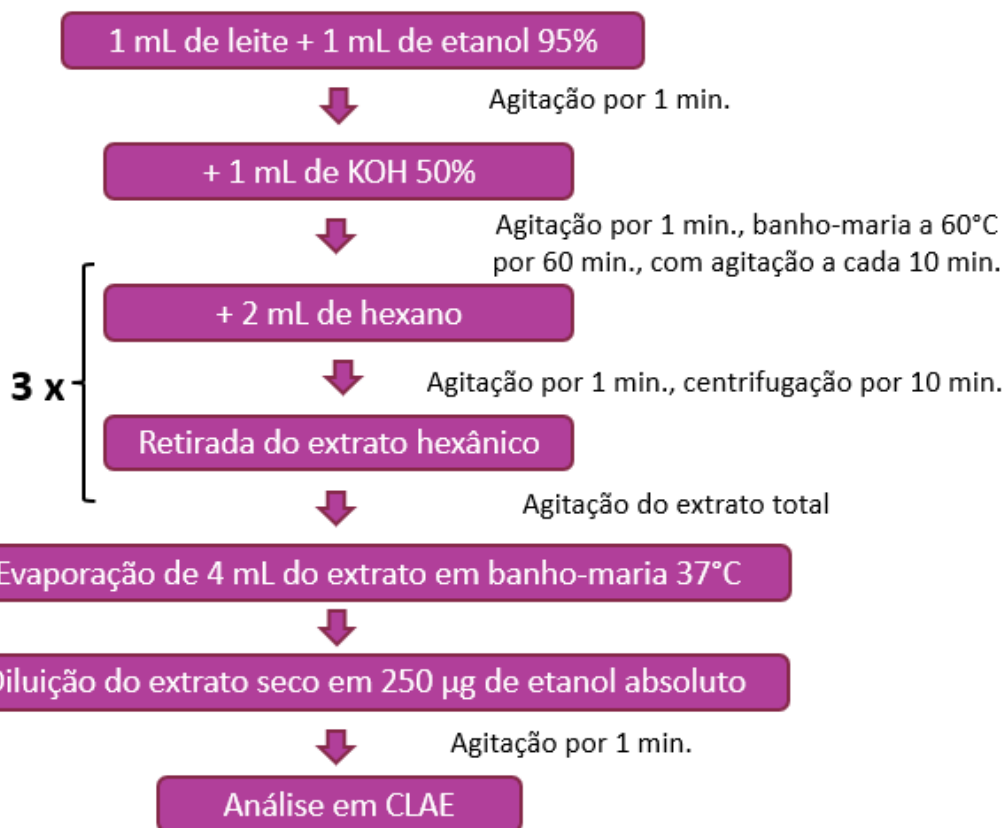 1 mL de leite + 1 mL de etanol 95%
Agitação por 1 min.
+ 1 mL de KOH 50%
Agitação por 1 min., banho-maria a 60°C
por 60 min., com agitação a cada 10 min.
+ 2 mL de hexano
3 x
Agitação por 1 min., centrifugação por 10 min.
Retirada do extrato hexânico
Agitação do extrato total
Evaporação de 4 mL do extrato em banho-maria 37°C
Diluição do extrato seco em 250 µg de etanol absoluto
Agitação por 1 min.
Análise em CLAE